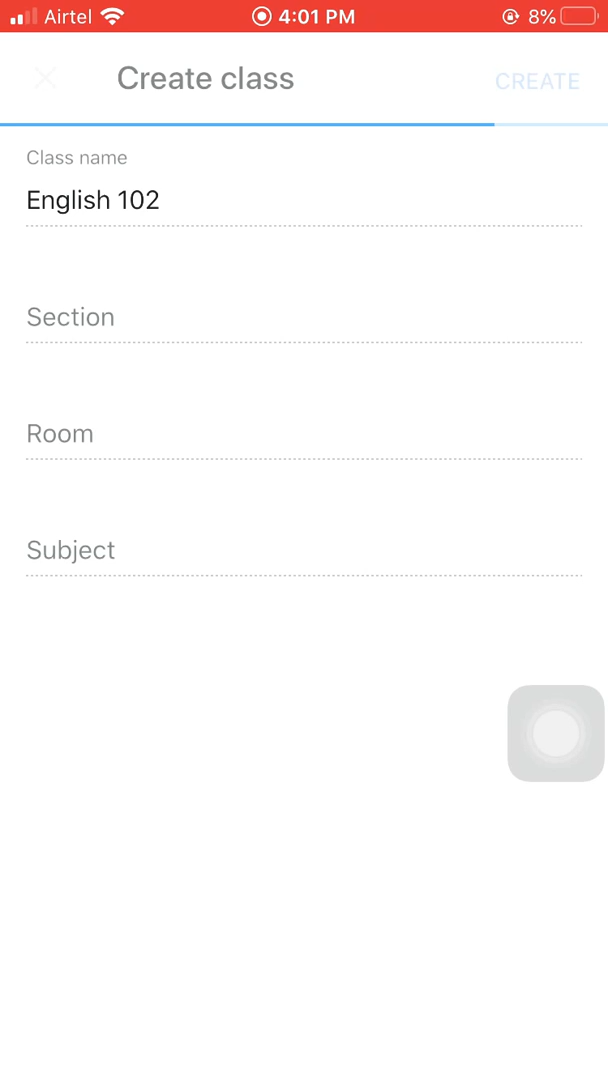 Airtel 4:01 PM 8%
Create class CREATE
Class name
English 102
Section
Room
Subject